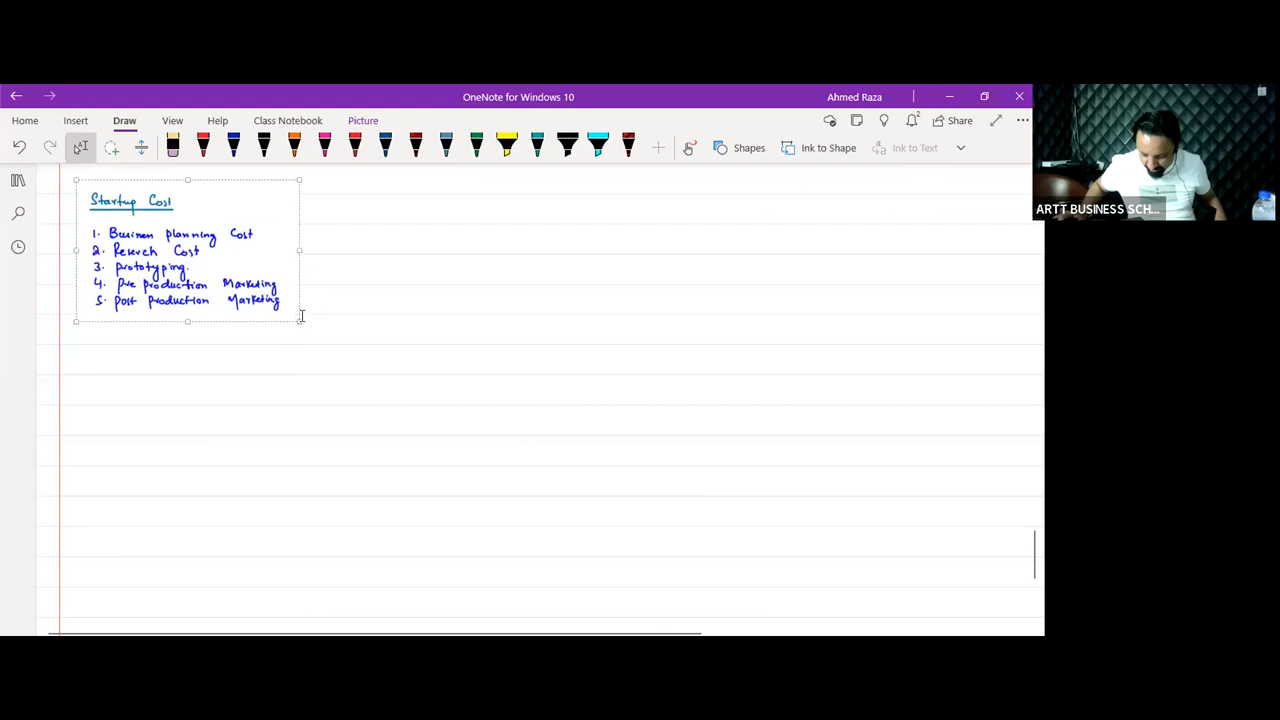 OneNote for Windows 10
Ahmed Raza
Home Insert Draw View Help Class Notebook Picture
2 Share
Shapes Ink to Shape Ink to Text
ARTT BUSINESS SCH...
Startup Cost
1. Business planning Cost
2. Reserch Cost
3. prototyping.
4. Pre production Marketing
5. post production Marketing